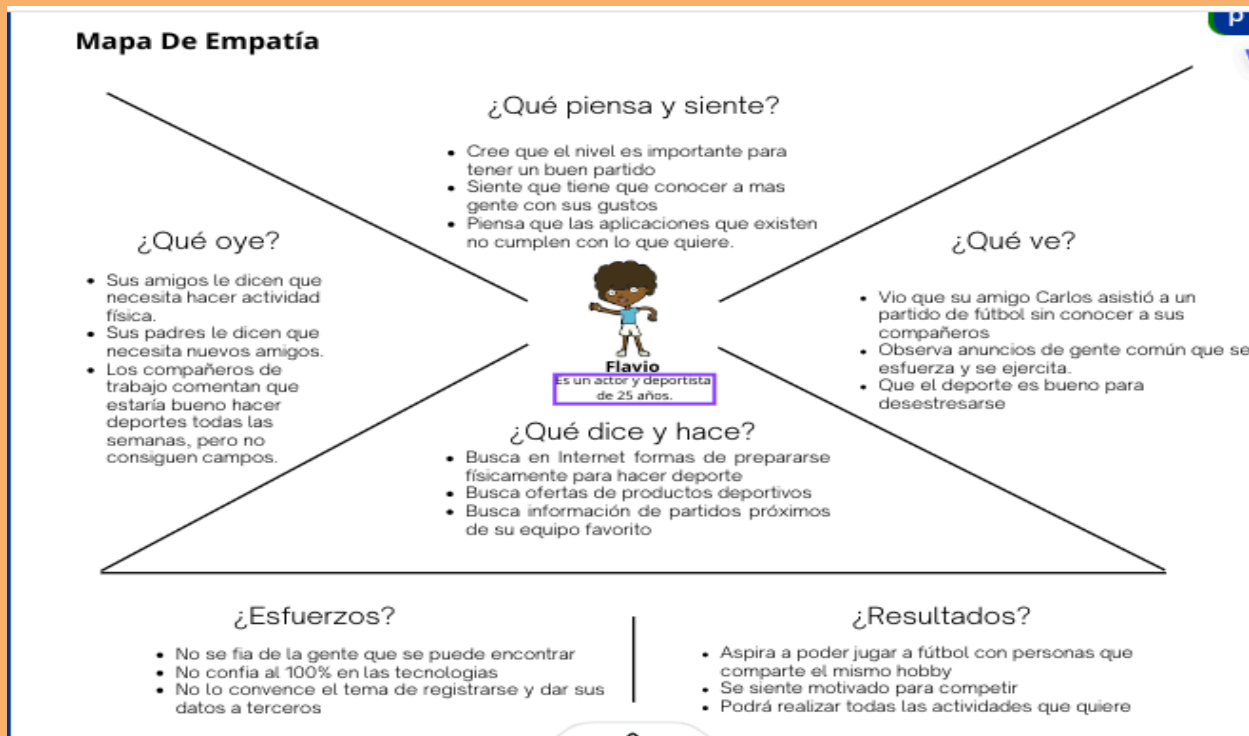 Mapa De Empatía
p
¿Qué piensa y siente?
• Cree que el nivel es importante para
tener un buen partido
• Siente que tiene que conocer a mas
gente con sus gustos
• Piensa que las aplicaciones que existen
no cumplen con lo que quiere.
¿Qué oye?
• Sus amigos le dicen que
necesita hacer actividad
física.
• Sus padres le dicen que
necesita nuevos amigos.
• Los compañeros de
trabajo comentan que
estaría bueno hacer
deportes todas las
semanas, pero no
consiguen campos.
¿Qué ve?
• Vio que su amigo Carlos asistió a un
partido de fútbol sin conocer a sus
compañeros
• Observa anuncios de gente común que se
esfuerza y se ejercita.
• Que el deporte es bueno para
desestresarse
Flavio
Es un actor y deportista
de 25 años.
¿Qué dice y hace?
• Busca en Internet formas de prepararse
físicamente para hacer deporte
• Busca ofertas de productos deportivos
• Busca información de partidos próximos
de su equipo favorito
¿Esfuerzos?
• No se fia de la gente que se puede encontrar
• No confia al 100% en las tecnologias
• No lo convence el tema de registrarse y dar sus
datos a terceros
¿Resultados?
• Aspira a poder jugar a fútbol con personas que
comparte el mismo hobby
• Se siente motivado para competir
• Podrá realizar todas las actividades que quiere